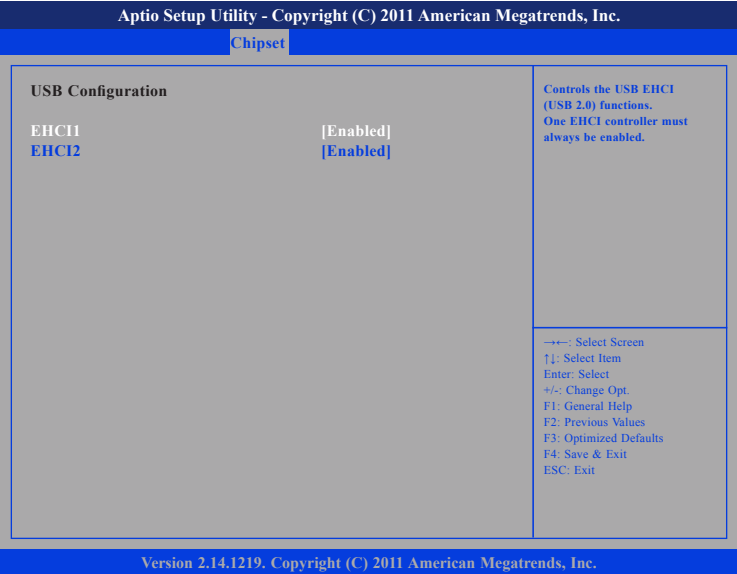 Aptio Setup Utility - Copyright (C) 2011 American Megatrends, Inc.
Chipset
USB Configuration
EHCI1 [Enabled]
EHCI2 [Enabled]
Controls the USB EHCI
(USB 2.0) functions.
One EHCI controller must
always be enabled.
→←: Select Screen
↑↓: Select Item
Enter: Select
+/-: Change Opt.
F1: General Help
F2: Previous Values
F3: Optimized Defaults
F4: Save & Exit
ESC: Exit
Version 2.14.1219. Copyright (C) 2011 American Megatrends, Inc.